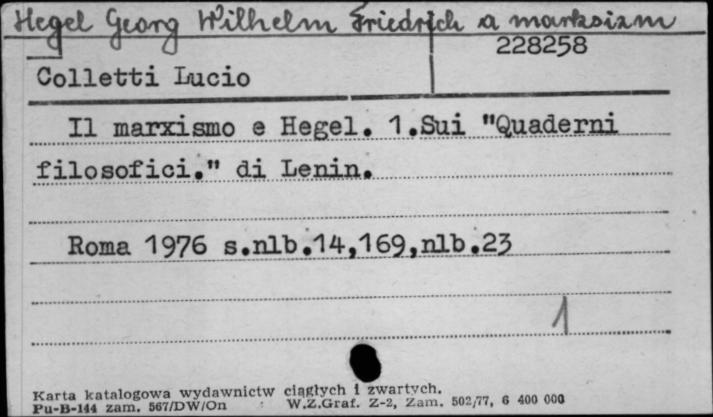 Hegel Georg Wilhelm Friedrich a marksizm
228258
Colletti Lucio
Il marxismo e Hegel. 1.Sui "Quaderni
filosofici." di Lenin.
Roma 1976 s.nlb.14,169,nlb.23
1
Karta katalogowa wydawnictw ciągłych i zwartych.
Pu-B-144 zam. 567/DW/On W.Z.Graf. Z-2, Zam. 502/77, 6 400 000